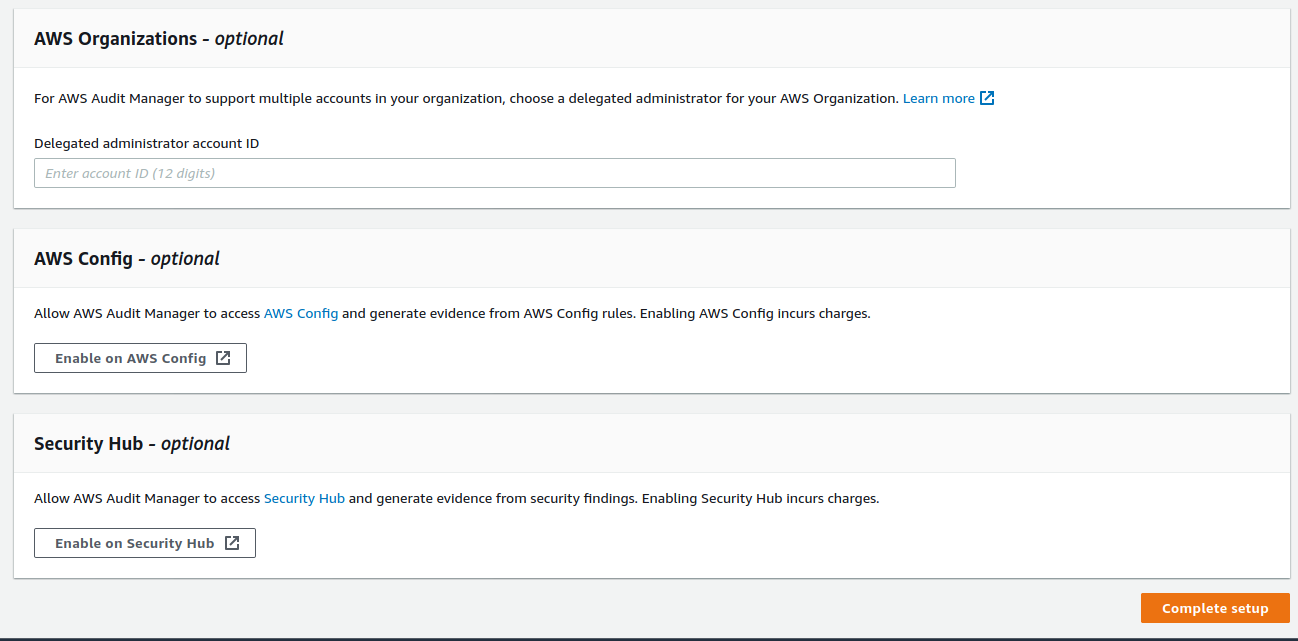 AWS Organizations - optional
For AWS Audit Manager to support multiple accounts in your organization, choose a delegated administrator for your AWS Organization. Learn more
Delegated administrator account ID
Enter account ID (12 digits)
AWS Config - optional
Allow AWS Audit Manager to access AWS Config and generate evidence from AWS Config rules. Enabling AWS Config incurs charges.
Enable on AWS Config
Security Hub - optional
Allow AWS Audit Manager to access Security Hub and generate evidence from security findings. Enabling Security Hub incurs charges.
Enable on Security Hub
Complete setup